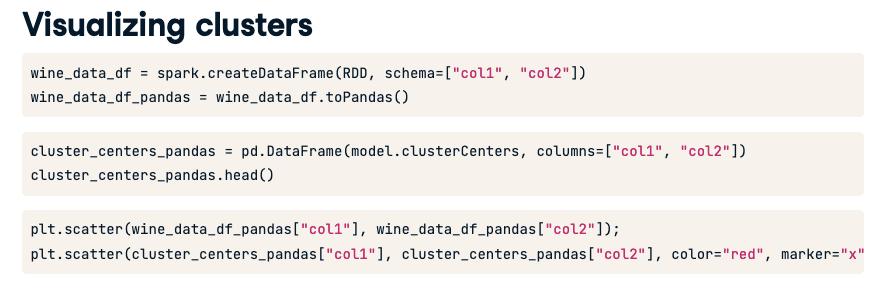 Visualizing clusters
wine_data_df = spark.createDataFrame(RDD, schema=["col1", "col2"])
wine_data_df_pandas = wine_data_df.toPandas()
cluster_centers_pandas = pd.DataFrame(model.clusterCenters, columns=["col1", "col2"])
cluster_centers_pandas.head()
plt.scatter(wine_data_df_pandas["col1"], wine_data_df_pandas["col2"]);
plt.scatter(cluster_centers_pandas["col1"], cluster_centers_pandas["col2"], color="red", marker="x"